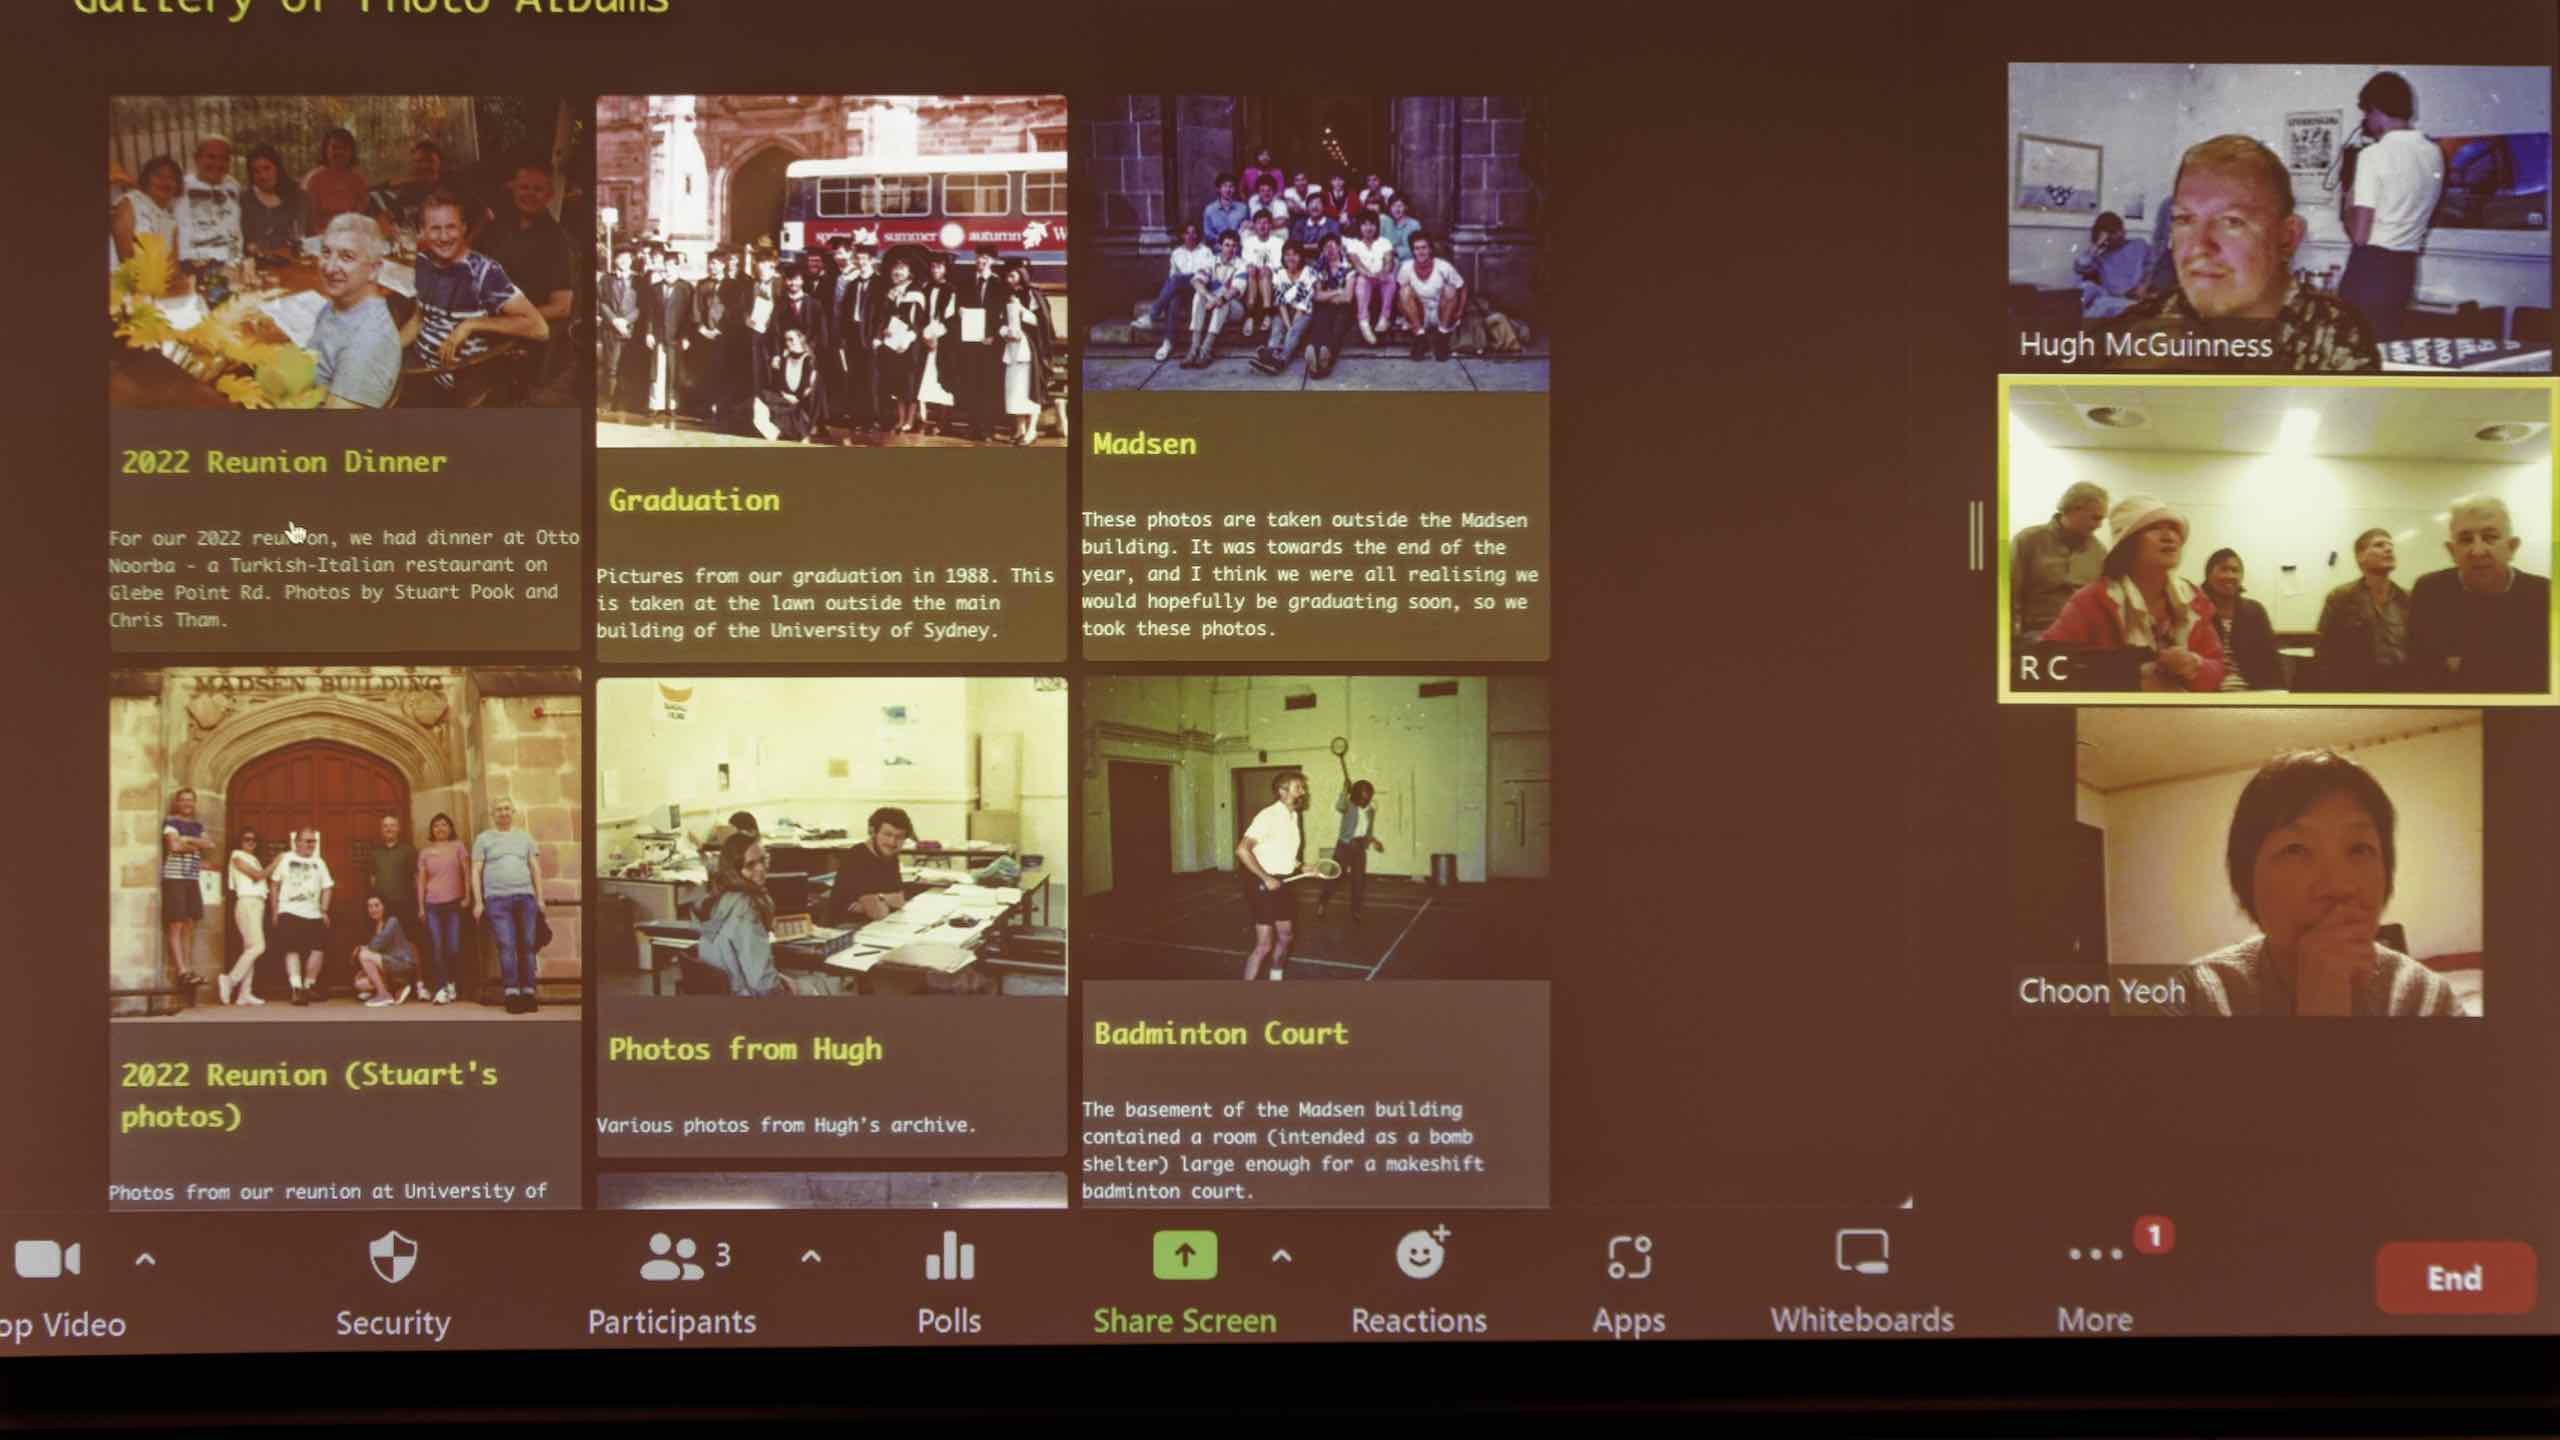 Gallery of Photo Albums
2022 Reunion Dinner
For our 2022 reunion, we had dinner at Otto
Noorba - a Turkish-Italian restaurant on
Glebe Point Rd. Photos by Stuart Pook and
Chris Tham.
spring summer autumn W
Graduation
Pictures from our graduation in 1988. This
is taken at the lawn outside the main
building of the University of Sydney.
Madsen
These photos are taken outside the Madsen
building. It was towards the end of the
year, and I think we were all realising we
would hopefully be graduating soon, so we
took these photos.
MADSEN BUILDING
2022 Reunion (Stuart's
photos)
Photos from our reunion at University of
Photos from Hugh
Various photos from Hugh's archive.
Badminton Court
The basement of the Madsen building
contained a room (intended as a bomb
shelter) large enough for a makeshift
badminton court.
Hugh McGuinness
R C
Choon Yeoh
op Video
Security
Participants
3
Polls
Share Screen
Reactions
Apps
Whiteboards
More
1
End